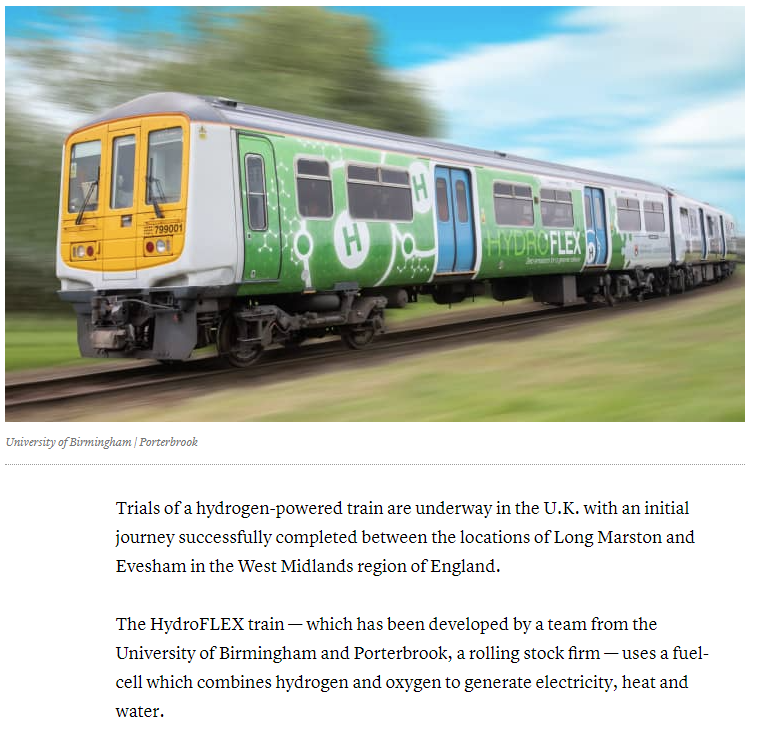 799001
H
H
HYDROFLEX
H
University of Birmingham | Porterbrook
Trials of a hydrogen-powered train are underway in the U.K. with an initial
journey successfully completed between the locations of Long Marston and
Evesham in the West Midlands region of England.
The HydroFLEX train — which has been developed by a team from the
University of Birmingham and Porterbrook, a rolling stock firm — uses a fuel-
cell which combines hydrogen and oxygen to generate electricity, heat and
water.